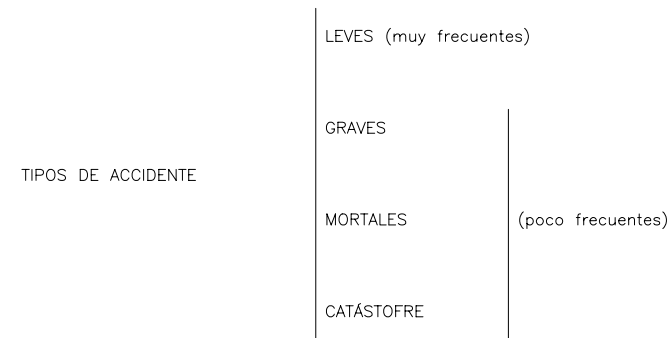 LEVES (muy frecuentes)
GRAVES
TIPOS DE ACCIDENTE
MORTALES (poco frecuentes)
CATÁSTOFRE